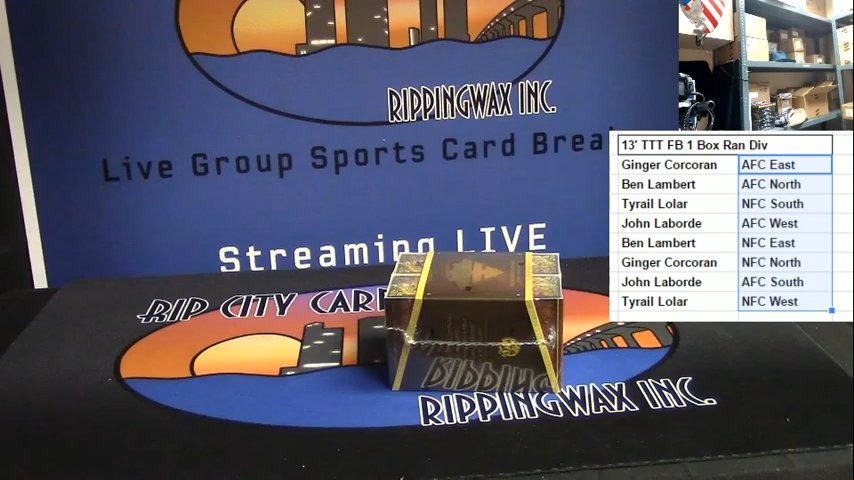 RIPPINGWAX INC.
Live Group Sports Card Brea
Streaming LIVE
RIP CITY CAR
RIPPINGWAX INC.
13' TTT FB 1 Box Ran Div
Ginger Corcoran AFC East
Ben Lambert AFC North
Tyrail Lolar NFC South
John Laborde AFC West
Ben Lambert NFC East
Ginger Corcoran NFC North
John Laborde AFC South
Tyrail Lolar NFC West